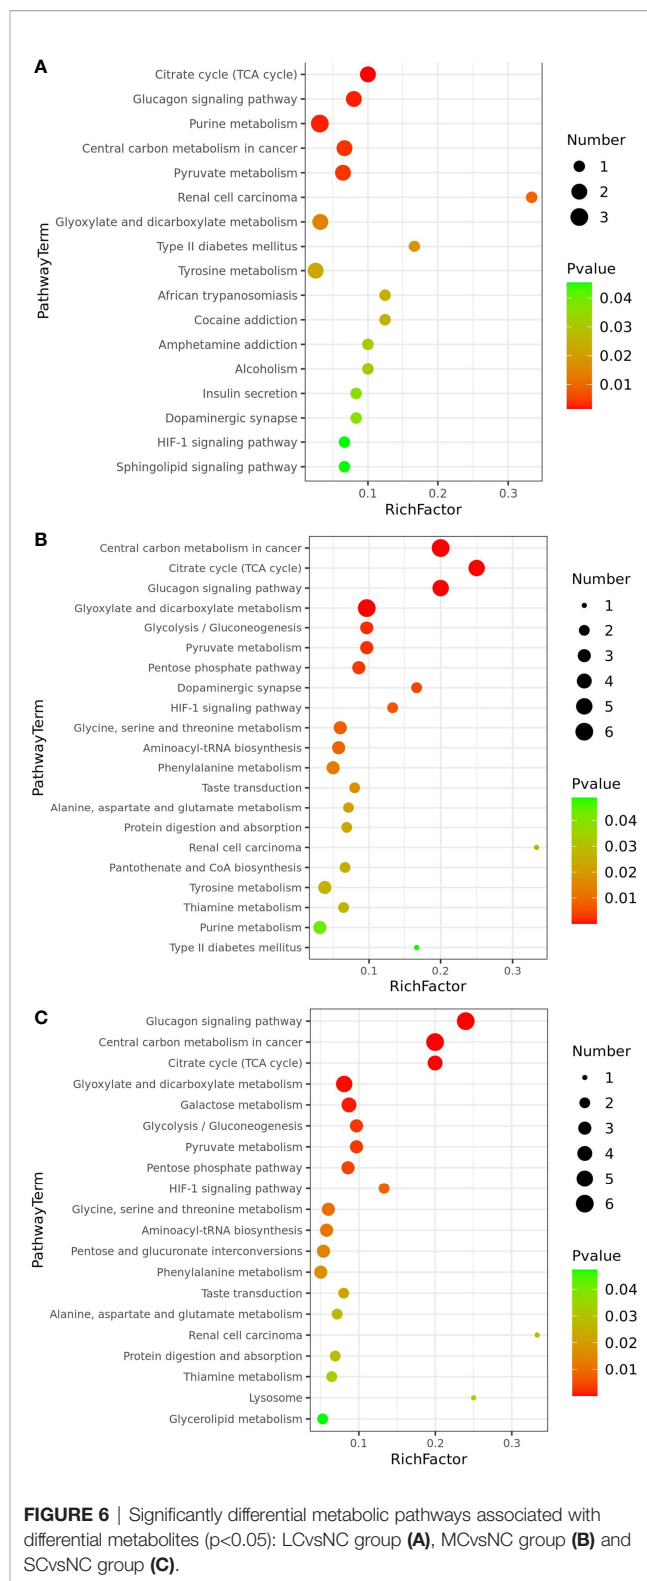 A
Citrate cycle (TCA cycle)
Glucagon signaling pathway
Purine metabolism
Central carbon metabolism in cancer
Pyruvate metabolism
Renal cell carcinoma
Glyoxylate and dicarboxylate metabolism
Type II diabetes mellitus
Tyrosine metabolism
African trypanosomiasis
Cocaine addiction
Amphetamine addiction
Alcoholism
Insulin secretion
Dopaminergic synapse
HIF-1 signaling pathway
Sphingolipid signaling pathway
PathwayTerm
0.1 0.2 0.3
RichFactor
Number
1
2
3
Pvalue
0.04
0.03
0.02
0.01
B
Central carbon metabolism in cancer
Citrate cycle (TCA cycle)
Glucagon signaling pathway
Glyoxylate and dicarboxylate metabolism
Glycolysis / Gluconeogenesis
Pyruvate metabolism
Pentose phosphate pathway
Dopaminergic synapse
HIF-1 signaling pathway
Glycine, serine and threonine metabolism
Aminoacyl-tRNA biosynthesis
Phenylalanine metabolism
Taste transduction
Alanine, aspartate and glutamate metabolism
Protein digestion and absorption
Renal cell carcinoma
Pantothenate and CoA biosynthesis
Tyrosine metabolism
Thiamine metabolism
Purine metabolism
Type II diabetes mellitus
PathwayTerm
0.1 0.2 0.3
RichFactor
Number
1
2
3
4
5
6
Pvalue
0.04
0.03
0.02
0.01
C
Glucagon signaling pathway
Central carbon metabolism in cancer
Citrate cycle (TCA cycle)
Glyoxylate and dicarboxylate metabolism
Galactose metabolism
Glycolysis / Gluconeogenesis
Pyruvate metabolism
Pentose phosphate pathway
HIF-1 signaling pathway
Glycine, serine and threonine metabolism
Aminoacyl-tRNA biosynthesis
Pentose and glucuronate interconversions
Phenylalanine metabolism
Taste transduction
Alanine, aspartate and glutamate metabolism
Renal cell carcinoma
Protein digestion and absorption
Thiamine metabolism
Lysosome
Glycerolipid metabolism
PathwayTerm
0.1 0.2 0.3
RichFactor
Number
1
2
3
4
5
6
Pvalue
0.04
0.03
0.02
0.01
FIGURE 6 | Significantly differential metabolic pathways associated with
differential metabolites (p<0.05): LCvsNC group (A), MCvsNC group (B) and
SCvsNC group (C).